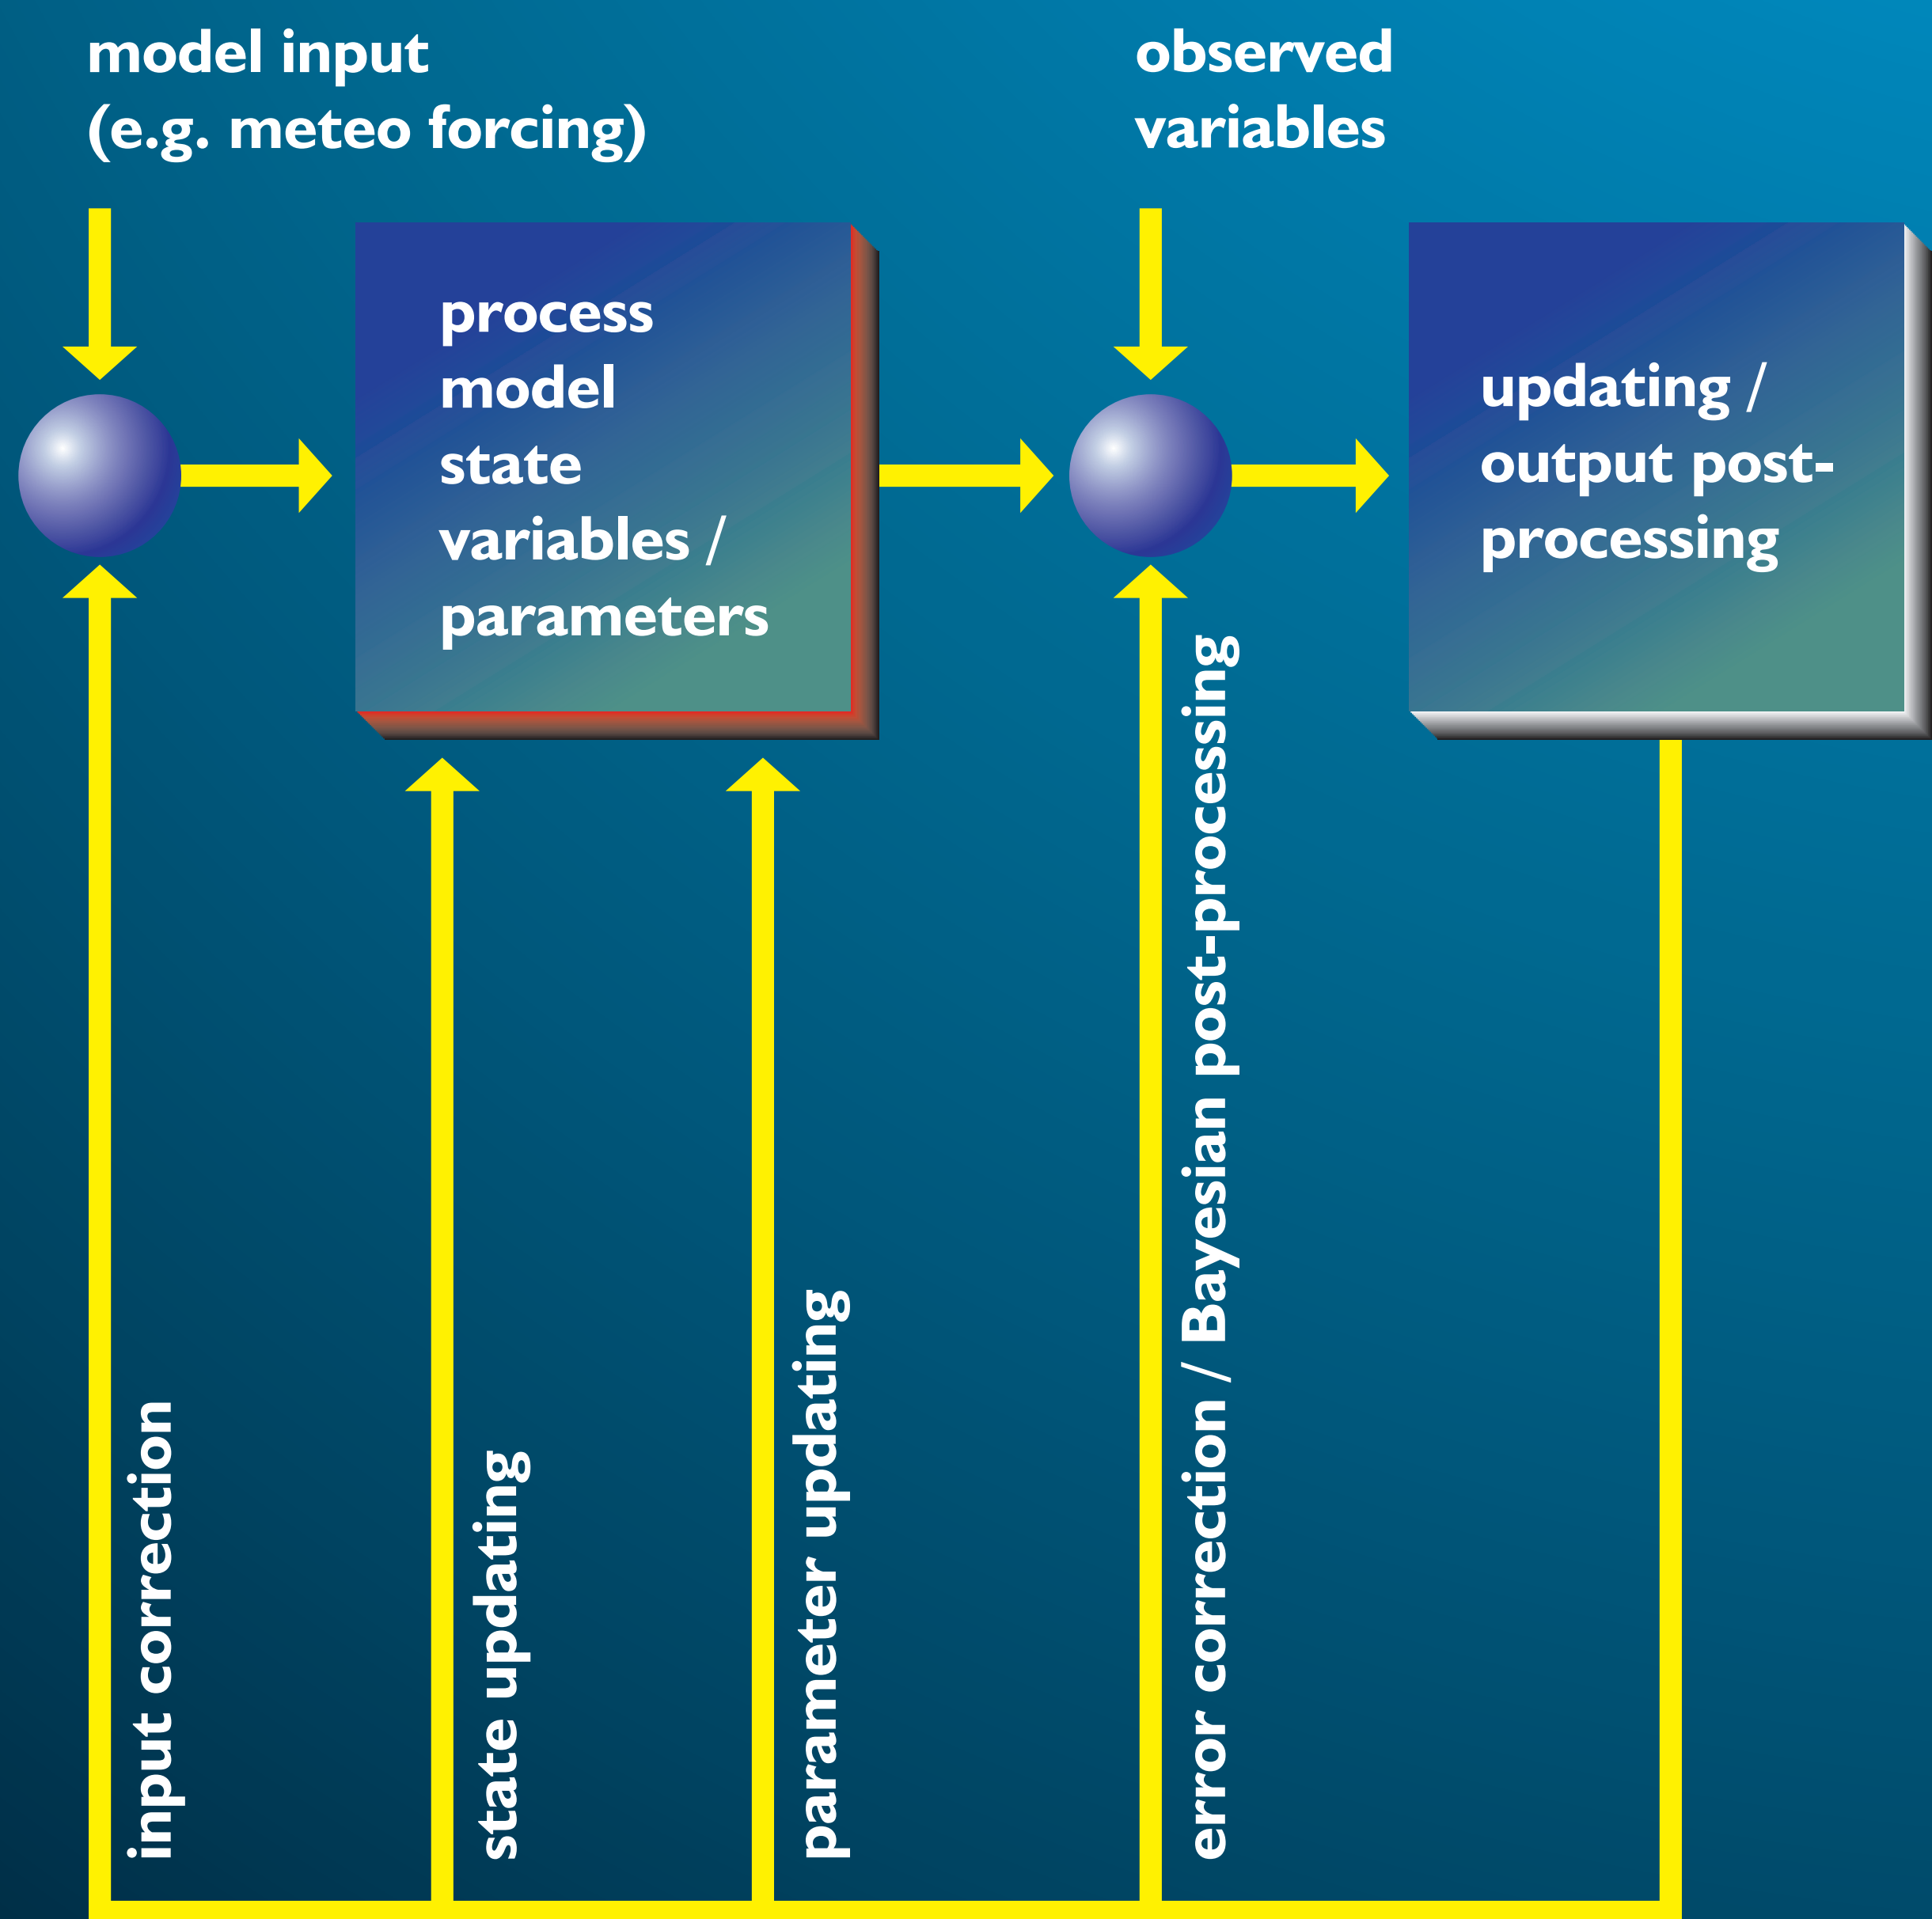 model input
(e.g. meteo forcing)
observed
variables
process
model
state
variables /
parameters
updating /
output post-
processing
input correction
state updating
parameter updating
error correction / Bayesian post-processing